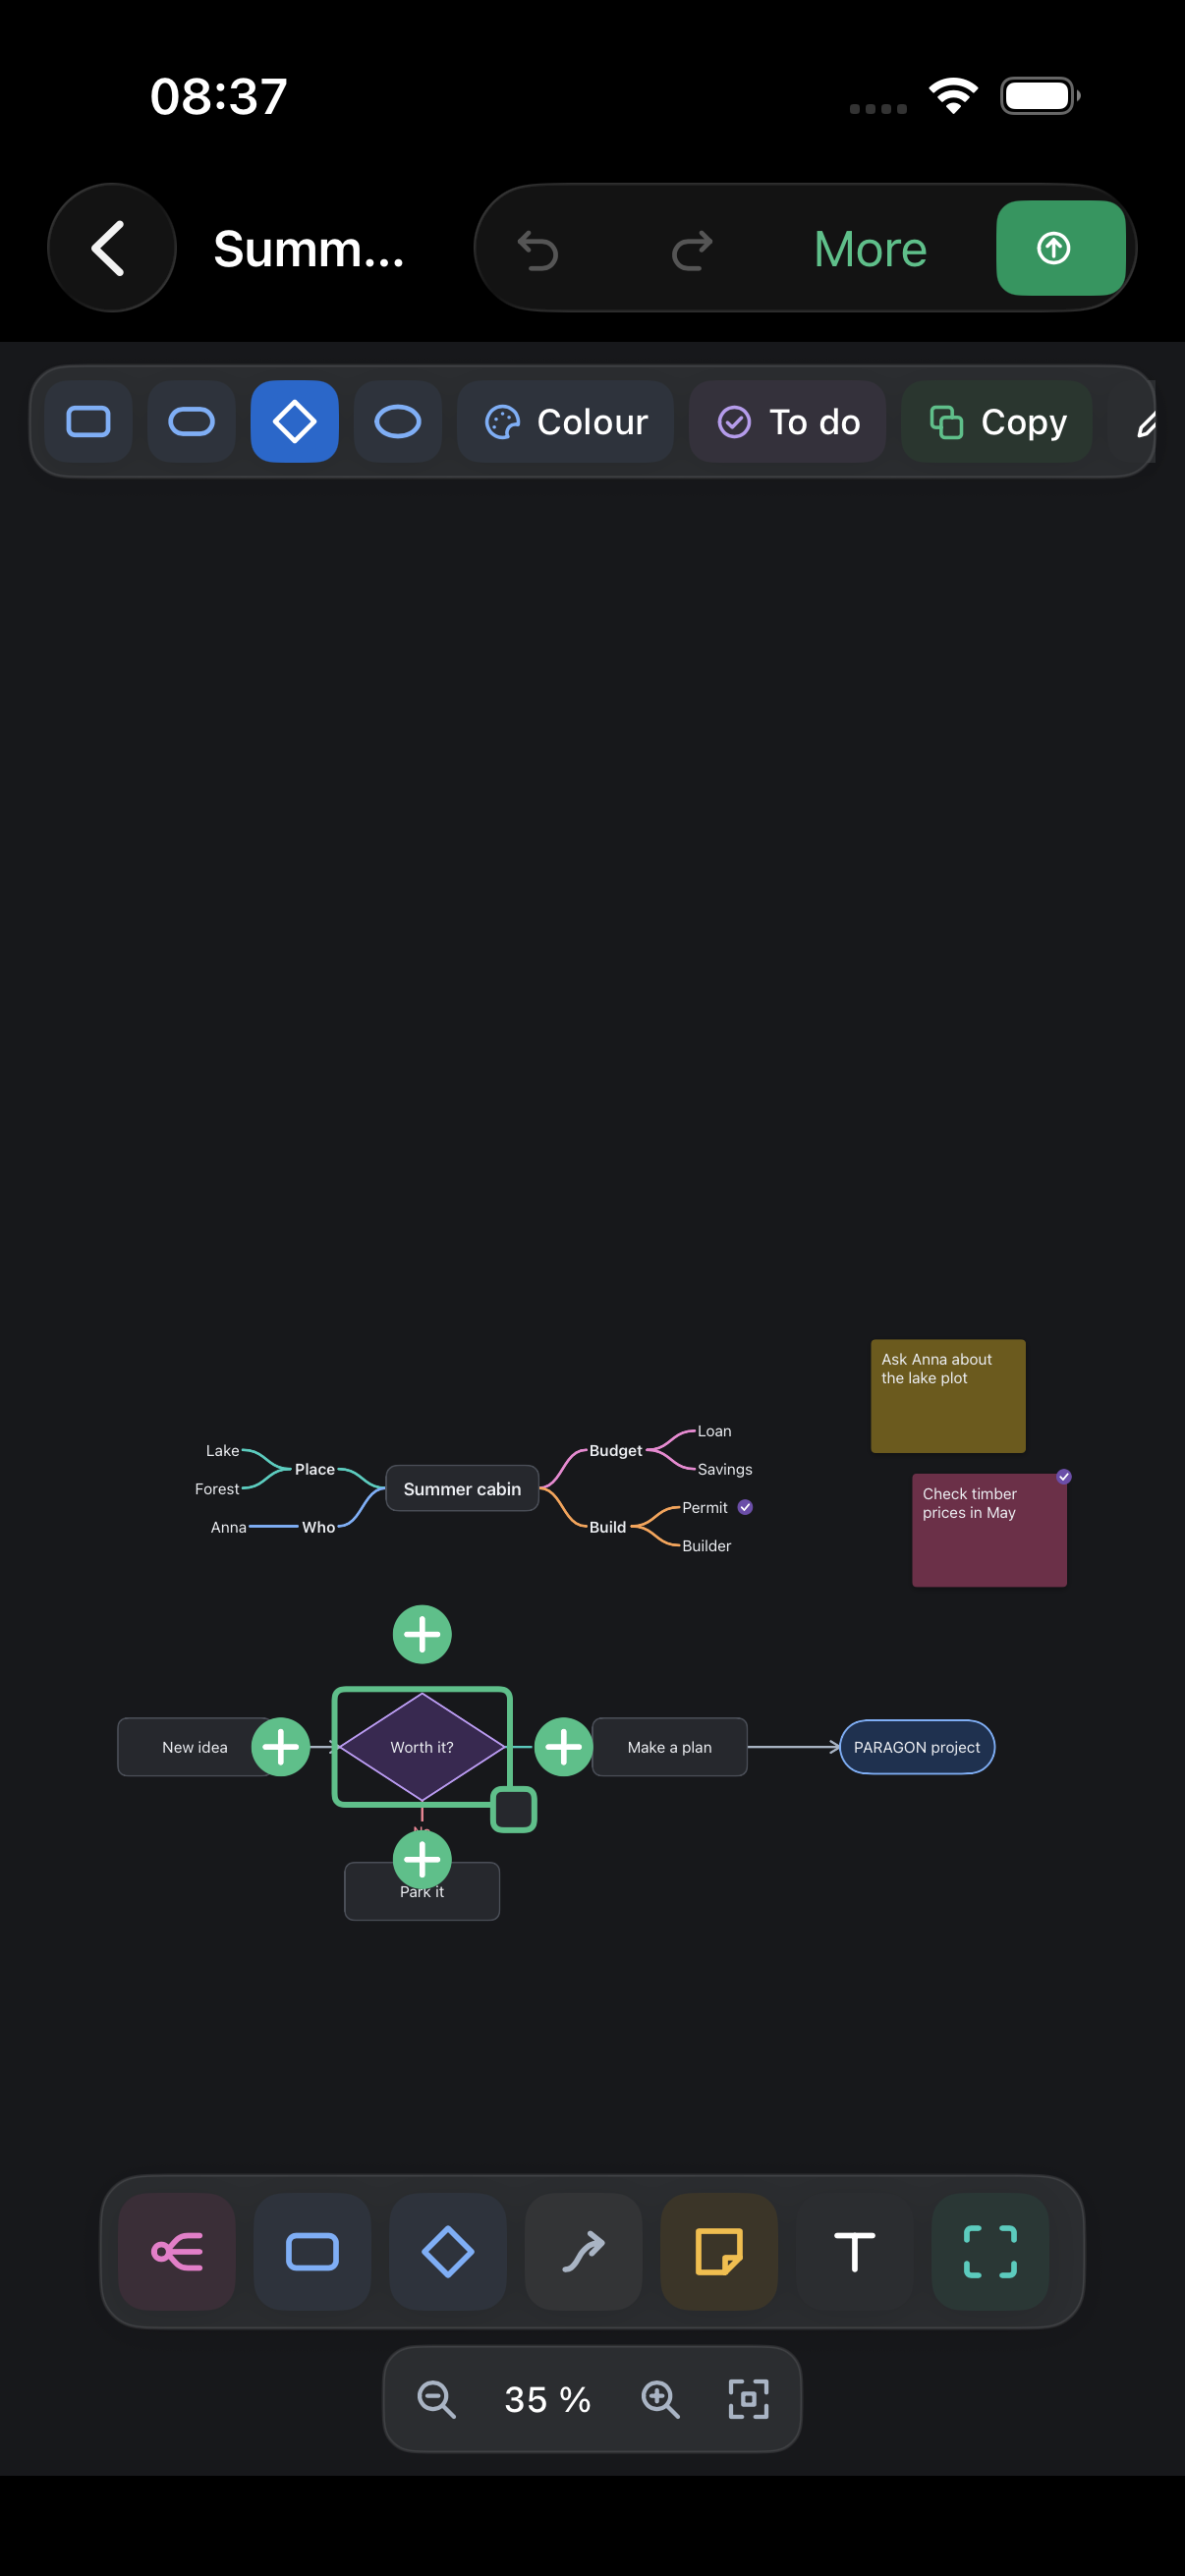 08:37
Summ...
More
Colour
To do
Copy
Ask Anna about
the lake plot
Check timber
prices in May
Lake
Forest
Place
Anna
Who
Summer cabin
Budget
Loan
Savings
Build
Permit
Builder
New idea
Worth it?
Make a plan
PARAGON project
Park it
35 %